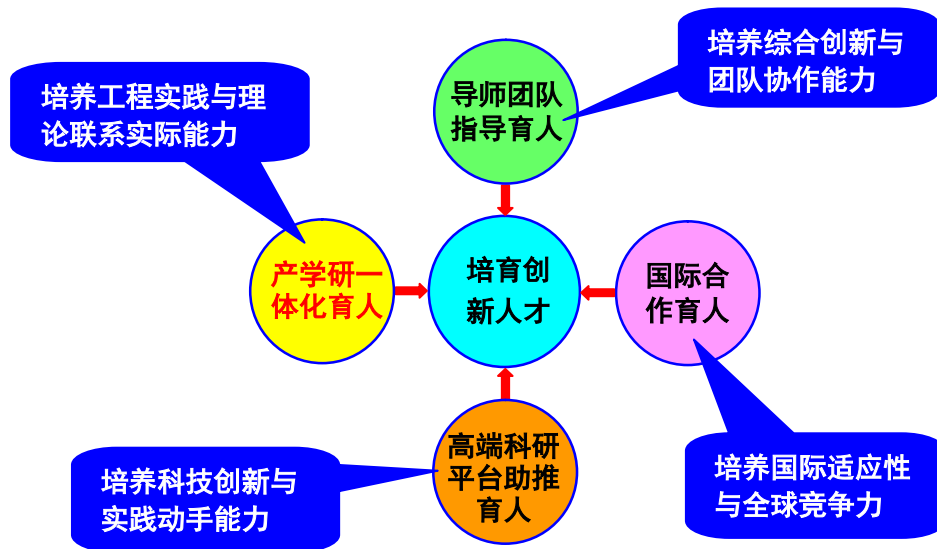 培养综合创新与
团队协作能力
培养工程实践与理
论联系实际能力
导师团队
指导育人
产学研一
体化育人
培育创
新人才
国际合
作育人
高端科研
平台助推
育人
培养科技创新与
实践动手能力
培养国际适应性
与全球竞争力